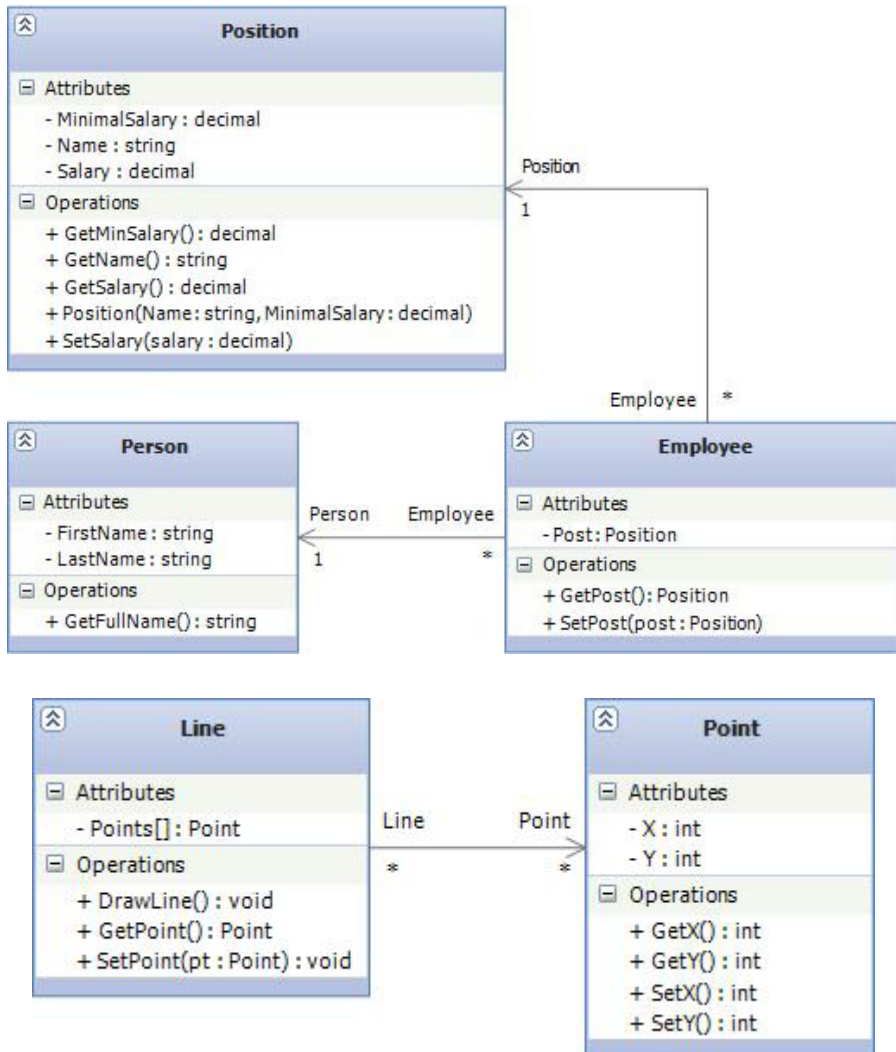 Position
Attributes
- MinimalSalary : decimal
- Name : string
- Salary : decimal
Operations
+ GetMinSalary() : decimal
+ GetName() : string
+ GetSalary() : decimal
+ Position(Name: string, MinimalSalary : decimal)
+ SetSalary(salary : decimal)
Position
1
Employee *
Person
Attributes
- FirstName : string
- LastName : string
Operations
+ GetFullName() : string
Person Employee
1 *
Employee
Attributes
- Post : Position
Operations
+ GetPost() : Position
+ SetPost(post : Position)
Line
Attributes
- Points[] : Point
Operations
+ DrawLine() : void
+ GetPoint() : Point
+ SetPoint(pt : Point) : void
Line Point
* *
Point
Attributes
- X : int
- Y : int
Operations
+ GetX() : int
+ GetY() : int
+ SetX() : int
+ SetY() : int